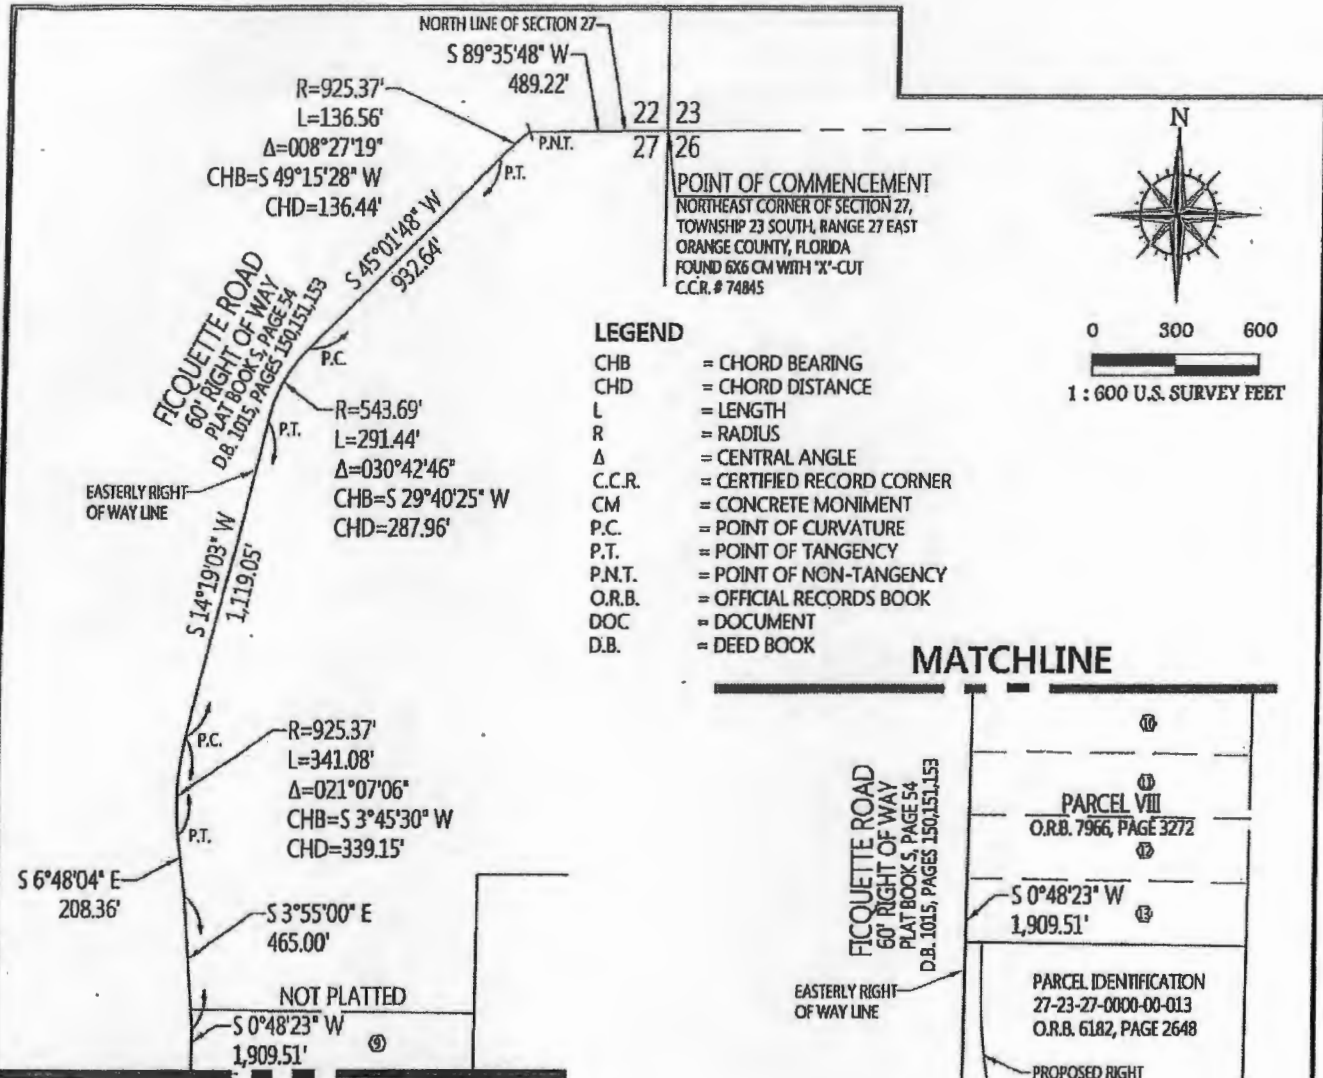 NORTH LINE OF SECTION 27
S 89°35'48" W
489.22'
R=925.37'
L=136.56'
Δ=008°27'19"
CHB=S 49°15'28" W
CHD=136.44'
22 23
27 26
P.N.T.
P.T.
POINT OF COMMENCEMENT
NORTHEAST CORNER OF SECTION 27,
TOWNSHIP 23 SOUTH, RANGE 27 EAST
ORANGE COUNTY, FLORIDA
FOUND 6X6 CM WITH "X"-CUT
C.C.R. # 74845
N
0 300 600
1 : 600 U.S. SURVEY FEET
S 45°01'48" W
932.64'
FICQUETTE ROAD
60' RIGHT OF WAY
PLAT BOOK S, PAGE 54
D.B. 1015, PAGES 150,151,153
P.C.
R=543.69'
L=291.44'
Δ=030°42'46"
CHB=S 29°40'25" W
CHD=287.96'
P.T.
EASTERLY RIGHT
OF WAY LINE
S 14°19'03" W
1,119.05'
LEGEND
CHB = CHORD BEARING
CHD = CHORD DISTANCE
L = LENGTH
R = RADIUS
Δ = CENTRAL ANGLE
C.C.R. = CERTIFIED RECORD CORNER
CM = CONCRETE MONIMENT
P.C. = POINT OF CURVATURE
P.T. = POINT OF TANGENCY
P.N.T. = POINT OF NON-TANGENCY
O.R.B. = OFFICIAL RECORDS BOOK
DOC = DOCUMENT
D.B. = DEED BOOK
P.C.
R=925.37'
L=341.08'
Δ=021°07'06"
CHB=S 3°45'30" W
CHD=339.15'
P.T.
S 6°48'04" E
208.36'
S 3°55'00" E
465.00'
NOT PLATTED
S 0°48'23" W
1,909.51'
9
MATCHLINE
10
11
PARCEL VIII
O.R.B. 7966, PAGE 3272
12
S 0°48'23" W
1,909.51'
13
FICQUETTE ROAD
60' RIGHT OF WAY
PLAT BOOK S, PAGE 54
D.B. 1015, PAGES 150,151,153
EASTERLY RIGHT
OF WAY LINE
PARCEL IDENTIFICATION
27-23-27-0000-00-013
O.R.B. 6182, PAGE 2648
PROPOSED RIGHT